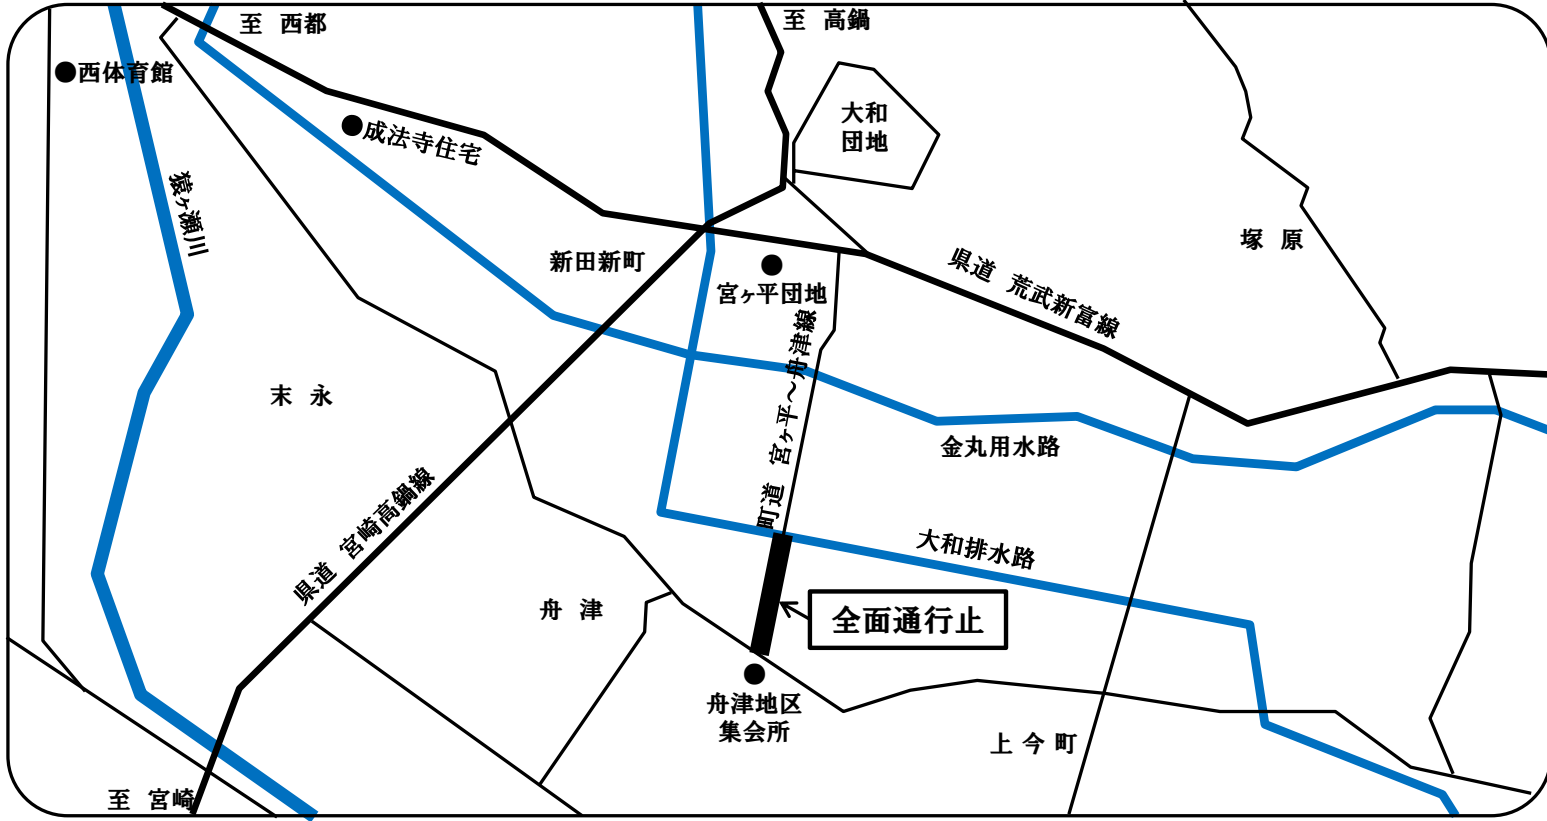 至 西都
至 高鍋
西体育館
大和
団地
成法寺住宅
猿ヶ瀬川
塚 原
新田新町
県道 荒武新富線
宮ヶ平団地
町道 宮ヶ平～舟津線
末 永
金丸用水路
県道 宮崎高鍋線
大和排水路
舟 津
全面通行止
舟津地区
集会所
上 今 町
至 宮崎